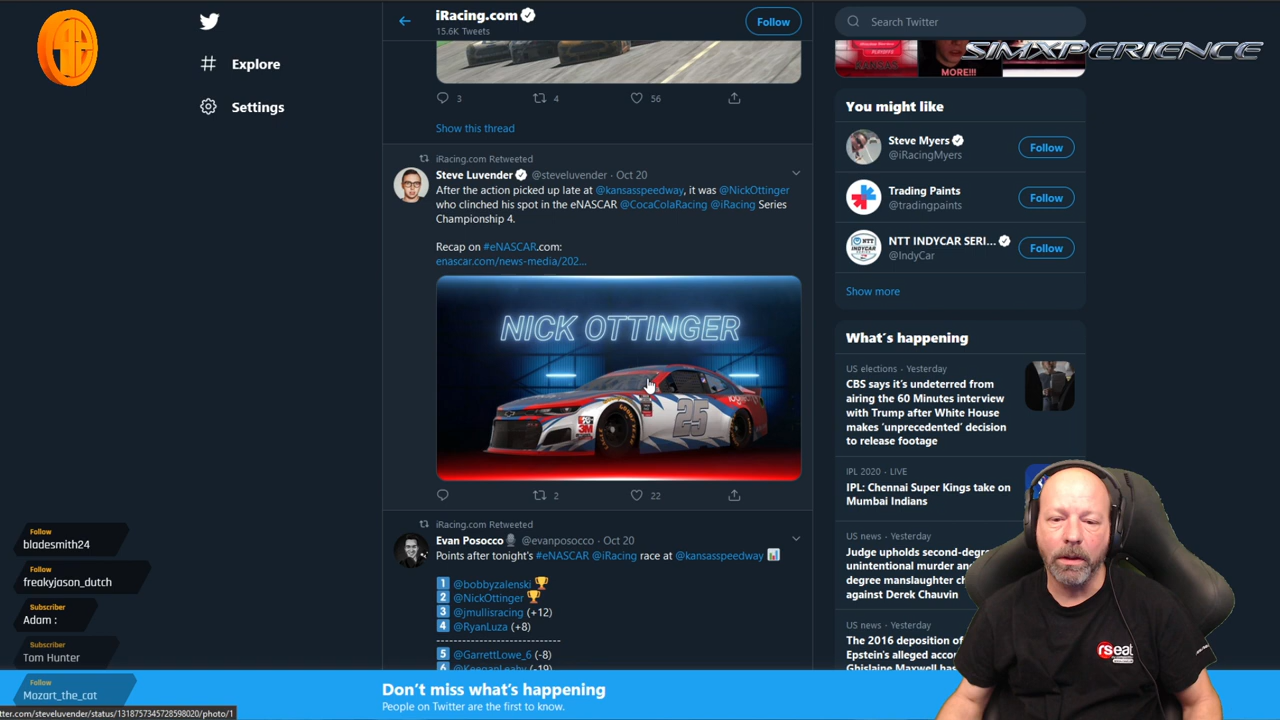 iRacing.com
15.6K Tweets
Follow
Search Twitter
SIMXPERIENCE
Explore
Settings
MORE!!!
3 4 56
Show this thread
You might like
Steve Myers
@iRacingMyers
Follow
Trading Paints
@tradingpaints
Follow
NTT INDYCAR SERI...
@IndyCar
Follow
Show more
iRacing.com Retweeted
Steve Luvender @steveluvender · Oct 20
After the action picked up late at @kansasspeedway, it was @NickOttinger
who clinched his spot in the eNASCAR @CocaColaRacing @iRacing Series
Championship 4.
Recap on #eNASCAR.com:
enascar.com/news-media/202...
NICK OTTINGER
25
2 22
What's happening
US elections · Yesterday
CBS says it's undeterred from
airing the 60 Minutes interview
with Trump after White House
makes 'unprecedented' decision
to release footage
IPL 2020 · LIVE
IPL: Chennai Super Kings take on
Mumbai Indians
US news · Yesterday
Judge upholds second-deg
unintentional murder and
degree manslaughter ch
against Derek Chauvin
US news · Yesterday
The 2016 deposition of
Epstein's alleged acco
Ghislaine Maxwell has
iRacing.com Retweeted
Evan Posocco @evanposocco · Oct 20
Points after tonight's #eNASCAR @iRacing race at @kansasspeedway
1 @bobbyzalenski
2 @NickOttinger
3 @jmullisracing (+12)
4 @RyanLuza (+8)
-----------------------------
5 @GarrettLowe_6 (-8)
6 @KeeganLeahy (-19)
Follow
bladesmith24
Follow
freakyjason_dutch
Subscriber
Adam :
Subscriber
Tom Hunter
Follow
Mozart_the_cat
rseat
Don't miss what's happening
People on Twitter are the first to know.
tter.com/steveluvender/status/1318757345728598020/photo/1